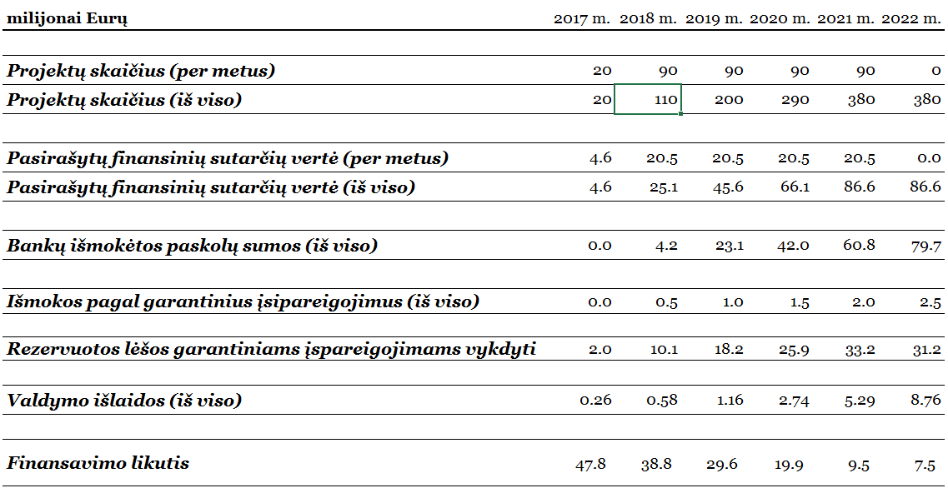 milijonai Eurų 2017 m. 2018 m. 2019 m. 2020 m. 2021 m. 2022 m.
Projektų skaičius (per metus) 20 90 90 90 90 0
Projektų skaičius (iš viso) 20 110 200 290 380 380
Pasirašytų finansinių sutarčių vertė (per metus) 4.6 20.5 20.5 20.5 20.5 0.0
Pasirašytų finansinių sutarčių vertė (iš viso) 4.6 25.1 45.6 66.1 86.6 86.6
Bankų išmokėtos paskolų sumos (iš viso) 0.0 4.2 23.1 42.0 60.8 79.7
Išmokos pagal garantinius įsipareigojimus (iš viso) 0.0 0.5 1.0 1.5 2.0 2.5
Rezervuotos lėšos garantiniams įspareigojimams vykdyti 2.0 10.1 18.2 25.9 33.2 31.2
Valdymo išlaidos (iš viso) 0.26 0.58 1.16 2.74 5.29 8.76
Finansavimo likutis 47.8 38.8 29.6 19.9 9.5 7.5